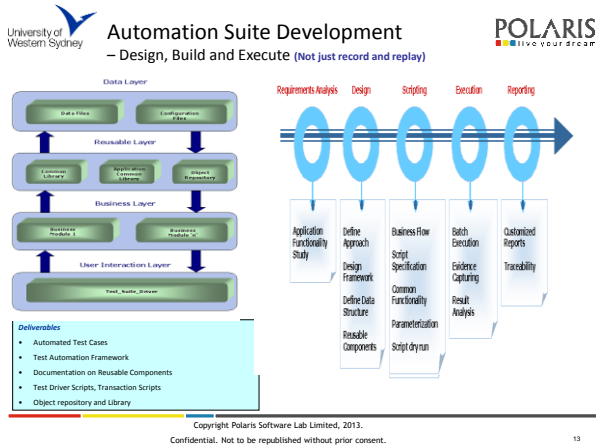 University of
Western Sydney
Automation Suite Development
– Design, Build and Execute (Not just record and replay)
POLARIS
live your dream
Data Layer
Data Files
Configuration
Files
Reusable Layer
Common
Library
Application
Common
Library
Object
Repository
Business Layer
Business
Module 1
Business
Module 'n'
User Interaction Layer
Test_Suite_Driver
Requirements Analysis
Design
Scripting
Execution
Reporting
Application
Functionality
Study
Define
Approach
Design
Framework
Define Data
Structure
Reusable
Components
Business Flow
Script
Specification
Common
Functionality
Parameterization
Script dry run
Batch
Execution
Evidence
Capturing
Result
Analysis
Customized
Reports
Traceability
Deliverables
• Automated Test Cases
• Test Automation Framework
• Documentation on Reusable Components
• Test Driver Scripts, Transaction Scripts
• Object repository and Library
Copyright Polaris Software Lab Limited, 2013.
Confidential. Not to be republished without prior consent.
13